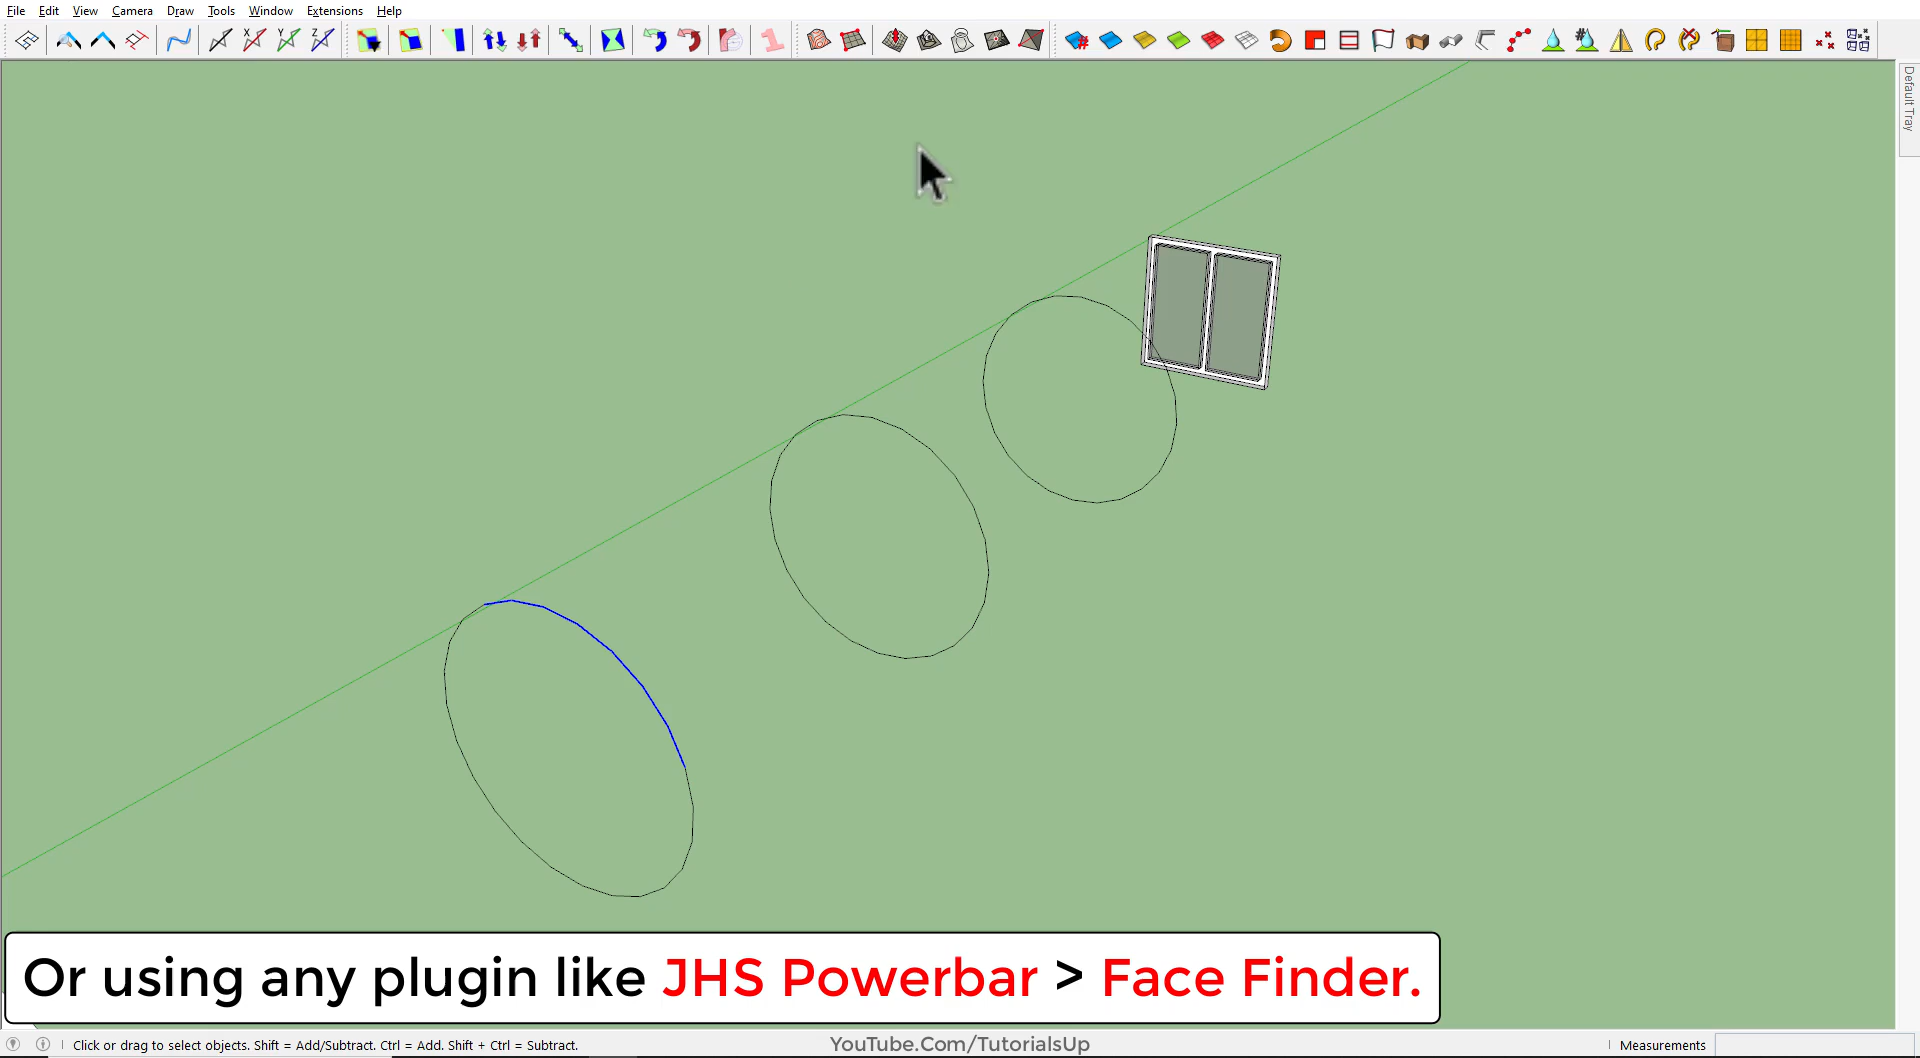 File Edit View Camera Draw Tools Window Extensions Help
Default Tray
Or using any plugin like JHS Powerbar > Face Finder.
Click or drag to select objects. Shift = Add/Subtract. Ctrl = Add. Shift + Ctrl = Subtract.
YouTube.Com/TutorialsUp
Measurements